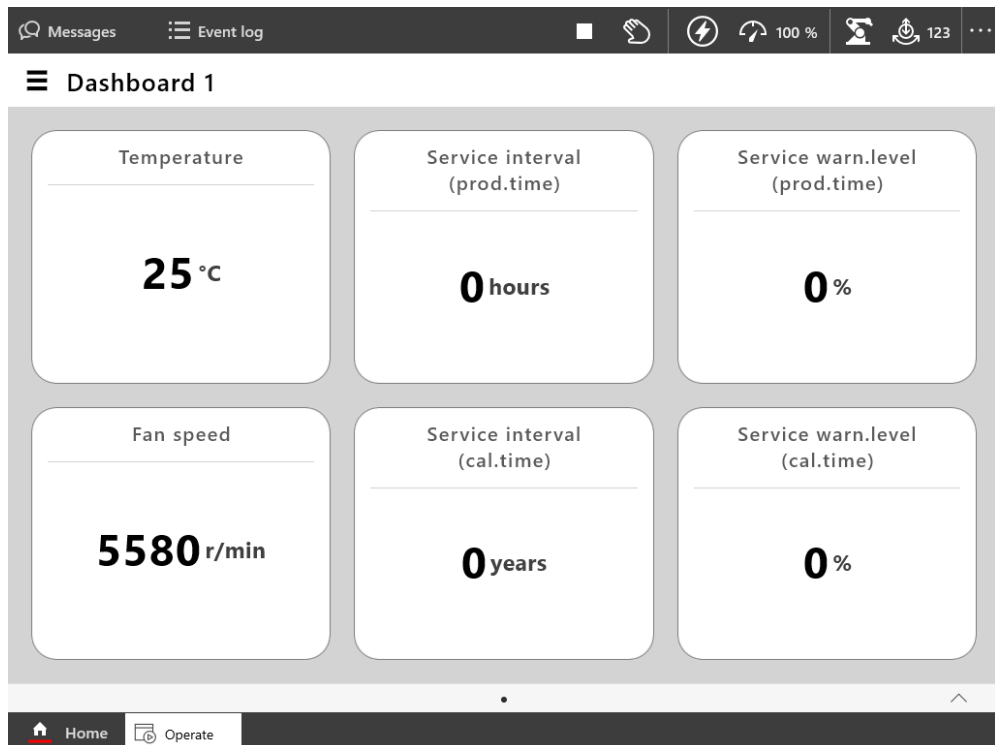 Messages
Event log
100 %
123
Dashboard 1
Temperature
25 °C
Service interval
(prod.time)
0 hours
Service warn.level
(prod.time)
0 %
Fan speed
5580 r/min
Service interval
(cal.time)
0 years
Service warn.level
(cal.time)
0 %
Home
Operate